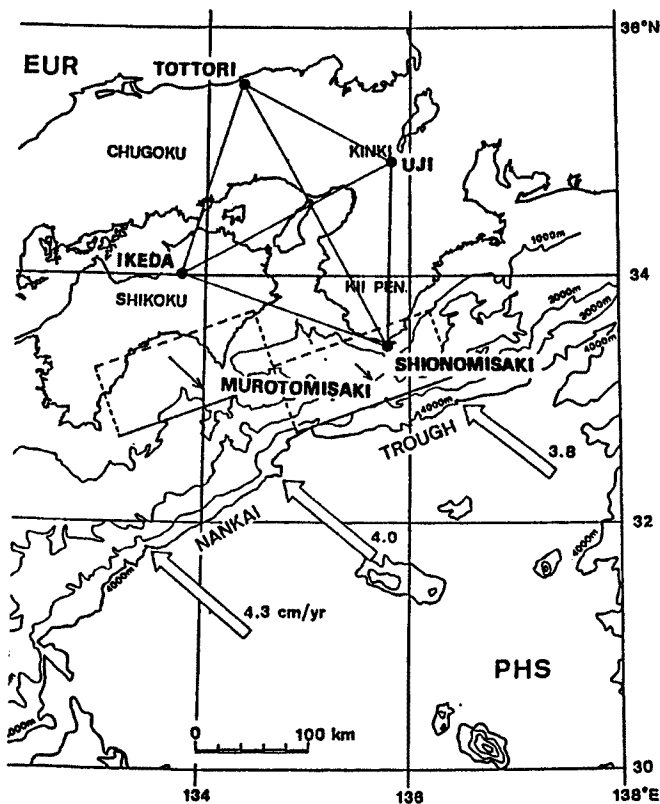 36°N
EUR
TOTTORI
CHUGOKU
KINKI
UJI
1000m
IKEDA
34
SHIKOKU
KII PEN.
2000m
3000m
4000m
SHIONOMISAKI
MUROTOMISAKI
4000m
TROUGH
3.8
NANKAI
4.0
32
4000m
4000m
4.3 cm/yr
PHS
0 100 km
30
134 136 138°E